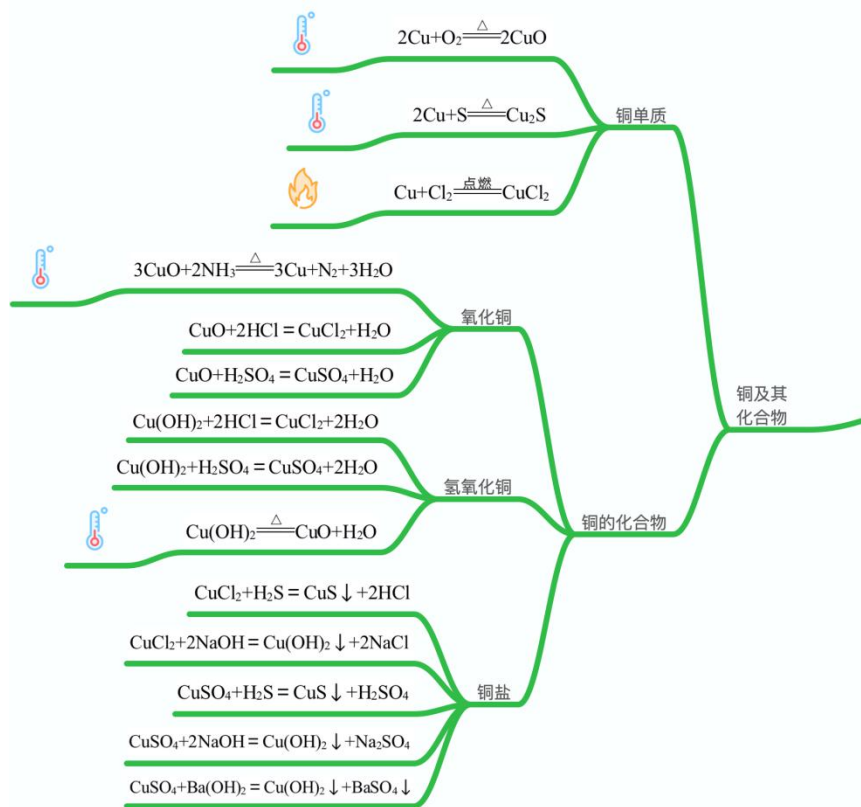 2Cu+O₂ ══△══ 2CuO
2Cu+S ══△══ Cu₂S
铜单质
Cu+Cl₂ ══点燃══ CuCl₂
3CuO+2NH₃ ══△══ 3Cu+N₂+3H₂O
CuO+2HCl = CuCl₂+H₂O
氧化铜
CuO+H₂SO₄ = CuSO₄+H₂O
铜及其
化合物
Cu(OH)₂+2HCl = CuCl₂+2H₂O
Cu(OH)₂+H₂SO₄ = CuSO₄+2H₂O
氢氧化铜
Cu(OH)₂ ══△══ CuO+H₂O
铜的化合物
CuCl₂+H₂S = CuS↓+2HCl
CuCl₂+2NaOH = Cu(OH)₂↓+2NaCl
CuSO₄+H₂S = CuS↓+H₂SO₄
铜盐
CuSO₄+2NaOH = Cu(OH)₂↓+Na₂SO₄
CuSO₄+Ba(OH)₂ = Cu(OH)₂↓+BaSO₄↓